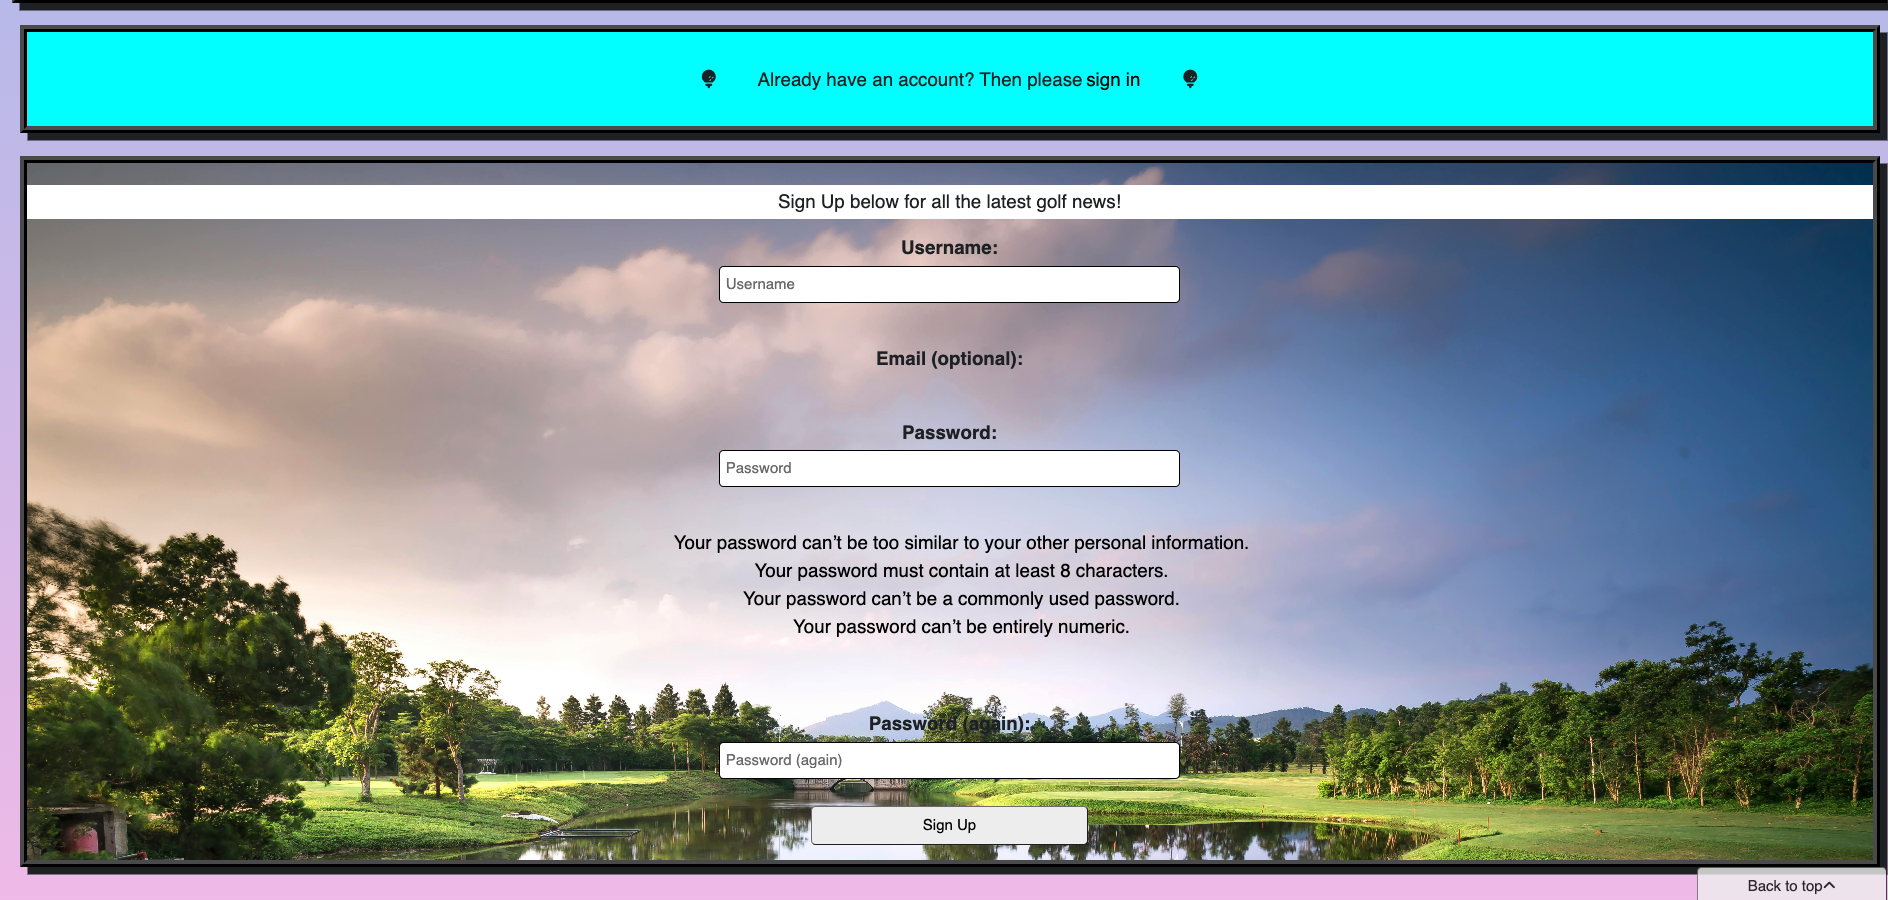 Already have an account? Then please sign in
Sign Up below for all the latest golf news!
Username:
Username
Email (optional):
Password:
Password
Your password can’t be too similar to your other personal information.
Your password must contain at least 8 characters.
Your password can’t be a commonly used password.
Your password can’t be entirely numeric.
Password (again):
Password (again)
Sign Up
Back to top